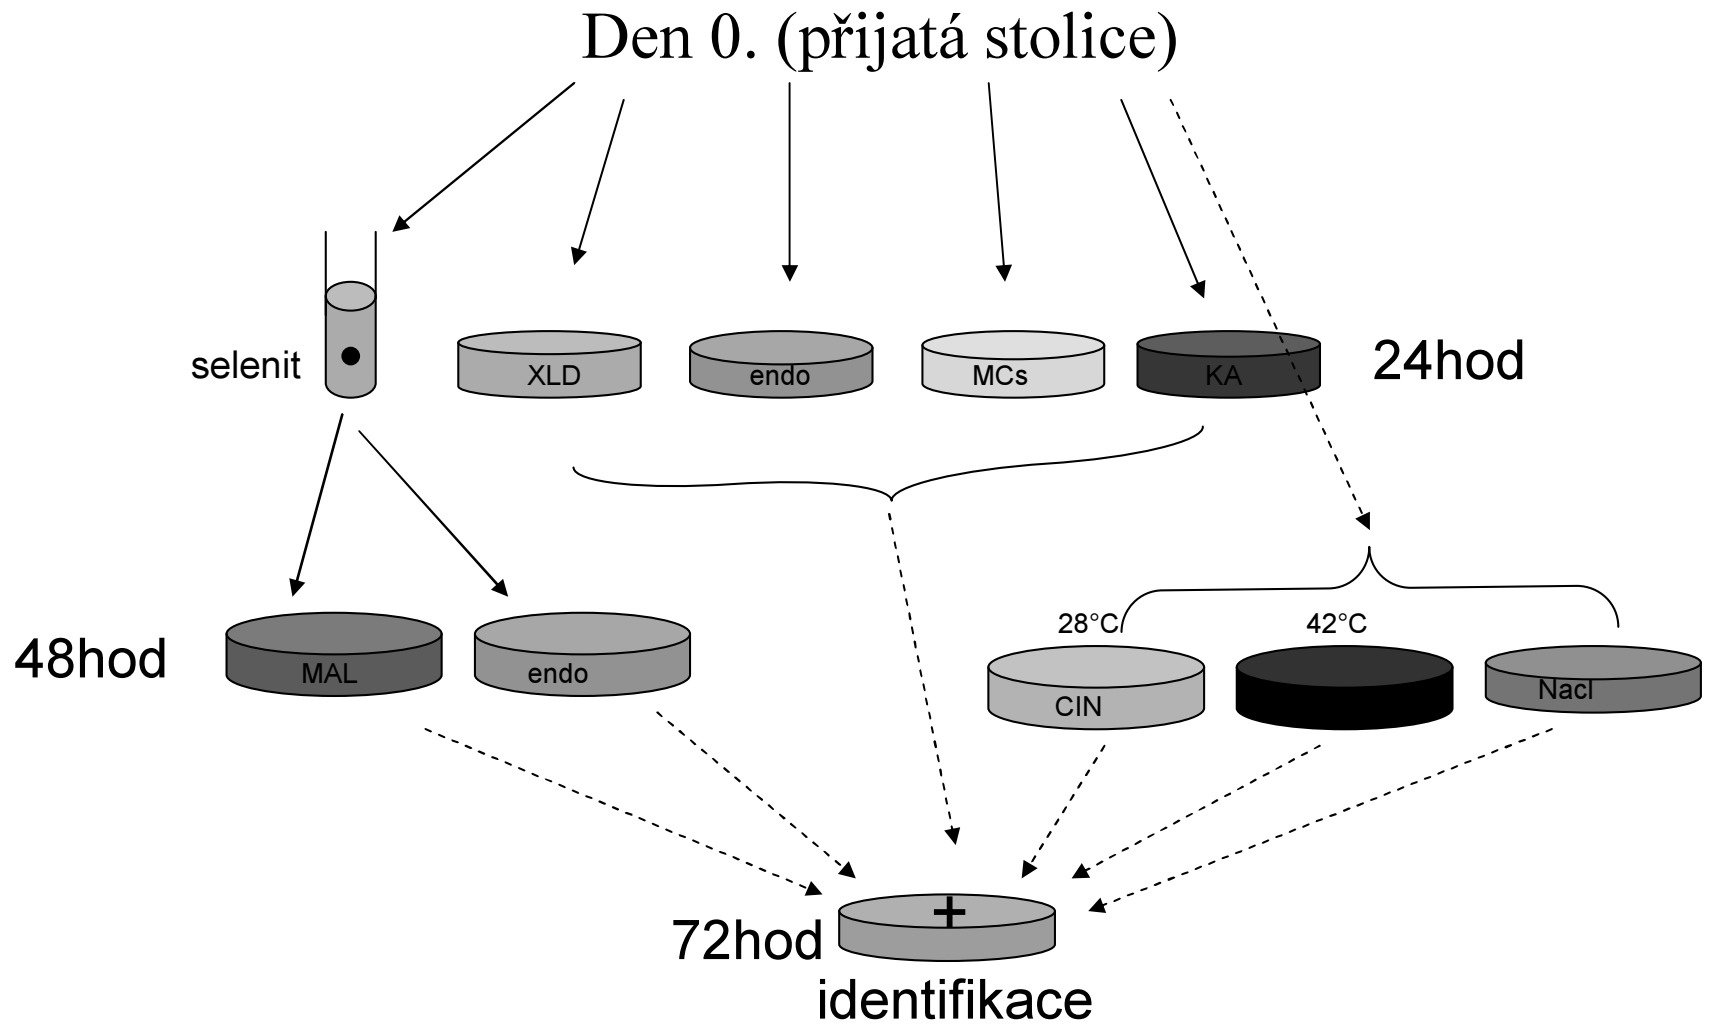 Den 0. (přijatá stolice)
selenit
XLD
endo
MCs
KA
24hod
48hod
MAL
endo
28°C
42°C
CIN
Nacl
72hod
+
identifikace